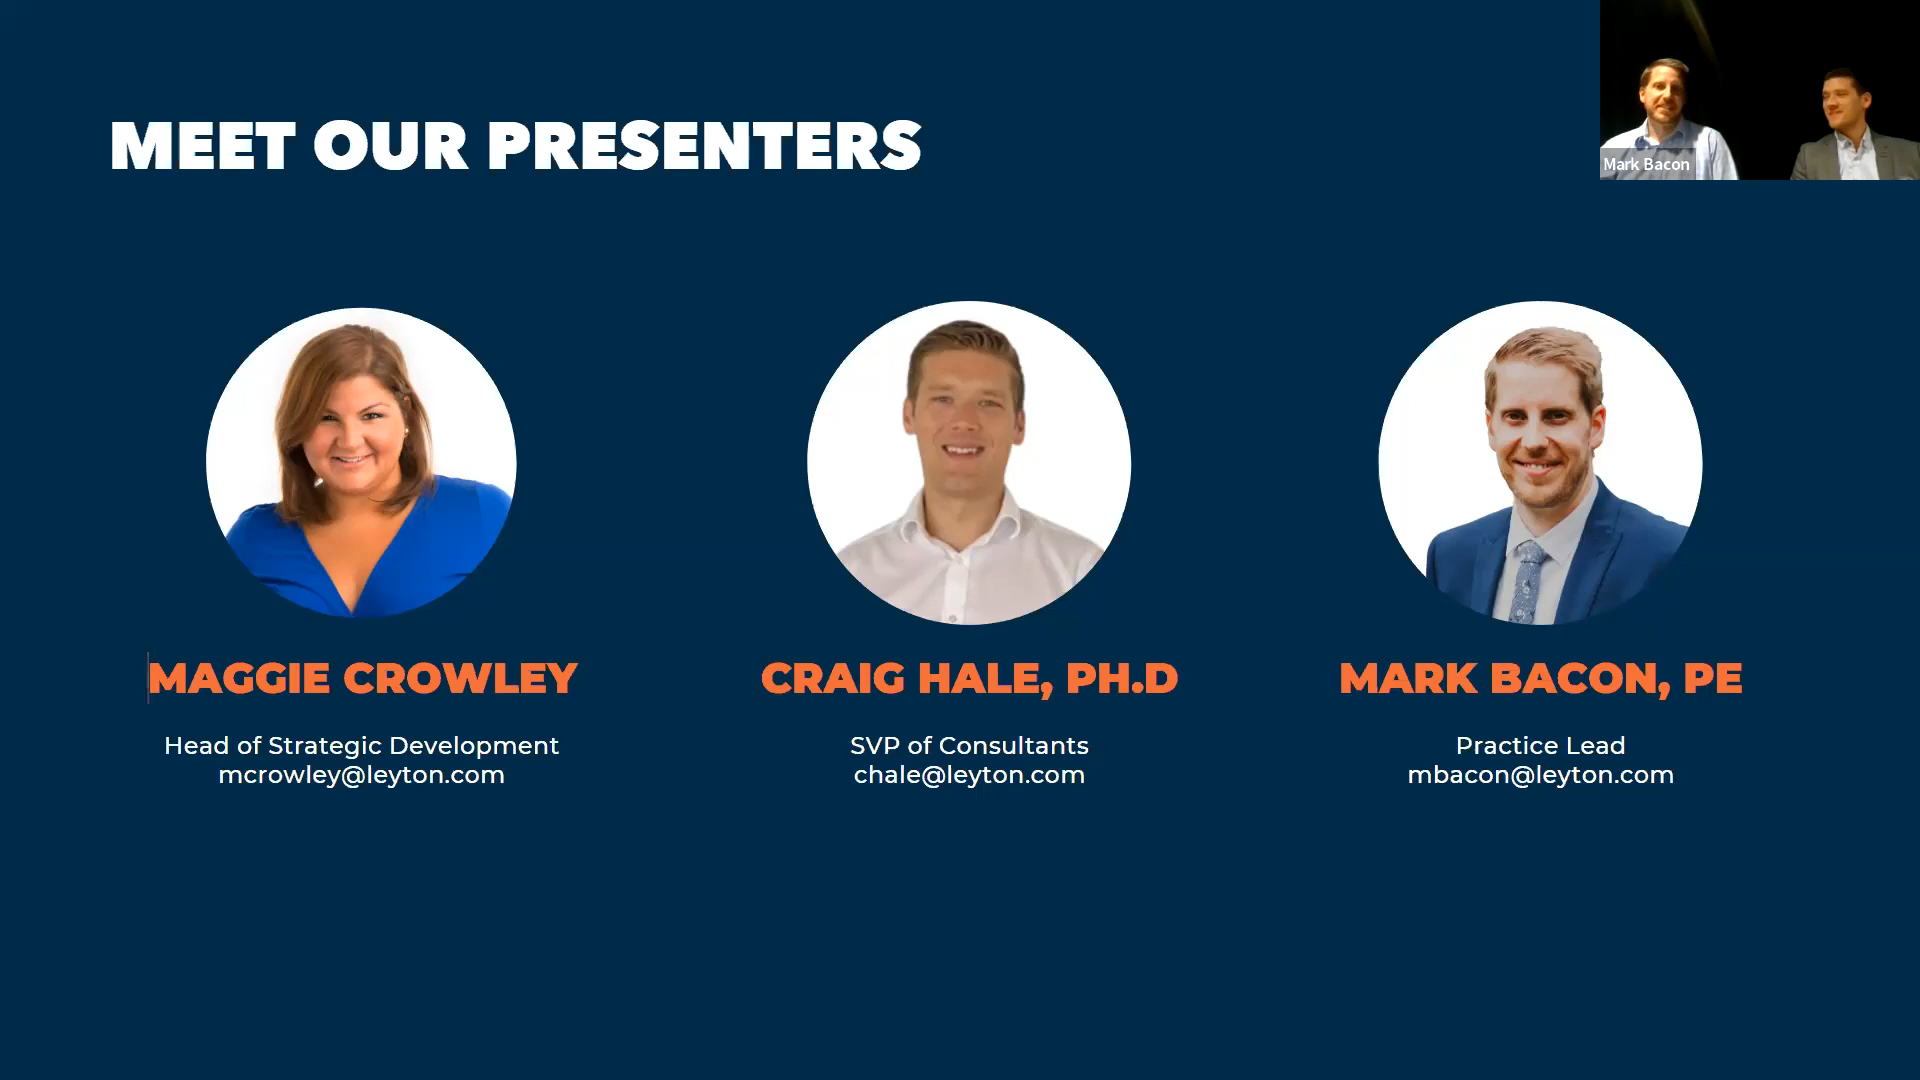 MEET OUR PRESENTERS
Mark Bacon
MAGGIE CROWLEY
Head of Strategic Development
mcrowley@leyton.com
CRAIG HALE, PH.D
SVP of Consultants
chale@leyton.com
MARK BACON, PE
Practice Lead
mbacon@leyton.com